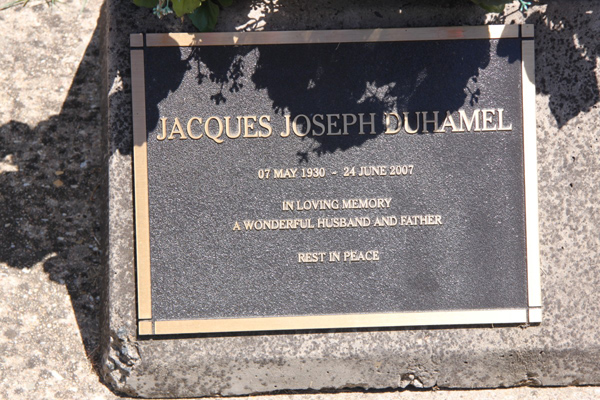 JACQUES JOSEPH DUHAMEL
07 MAY 1930 - 24 JUNE 2007
IN LOVING MEMORY
A WONDERFUL HUSBAND AND FATHER
REST IN PEACE